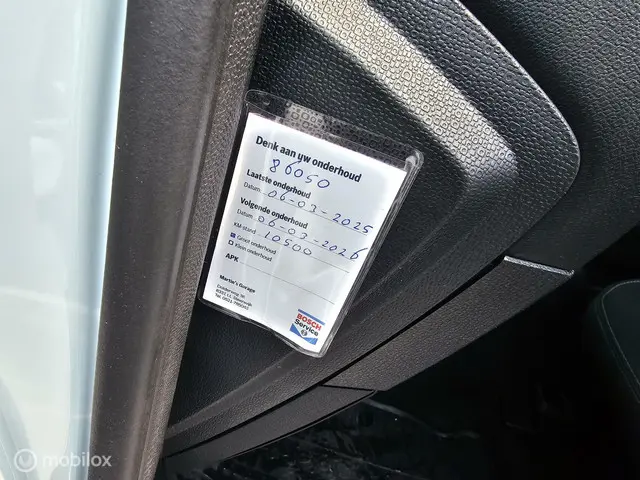 Denk aan uw onderhoud
86050
Laatste onderhoud
Datum 06-03-2025
Volgende onderhoud
Datum 06-03-2026
KM-stand 10500
Groot onderhoud
Klein onderhoud
APK
Martin's Garage
BOSCH
Service
mobilox